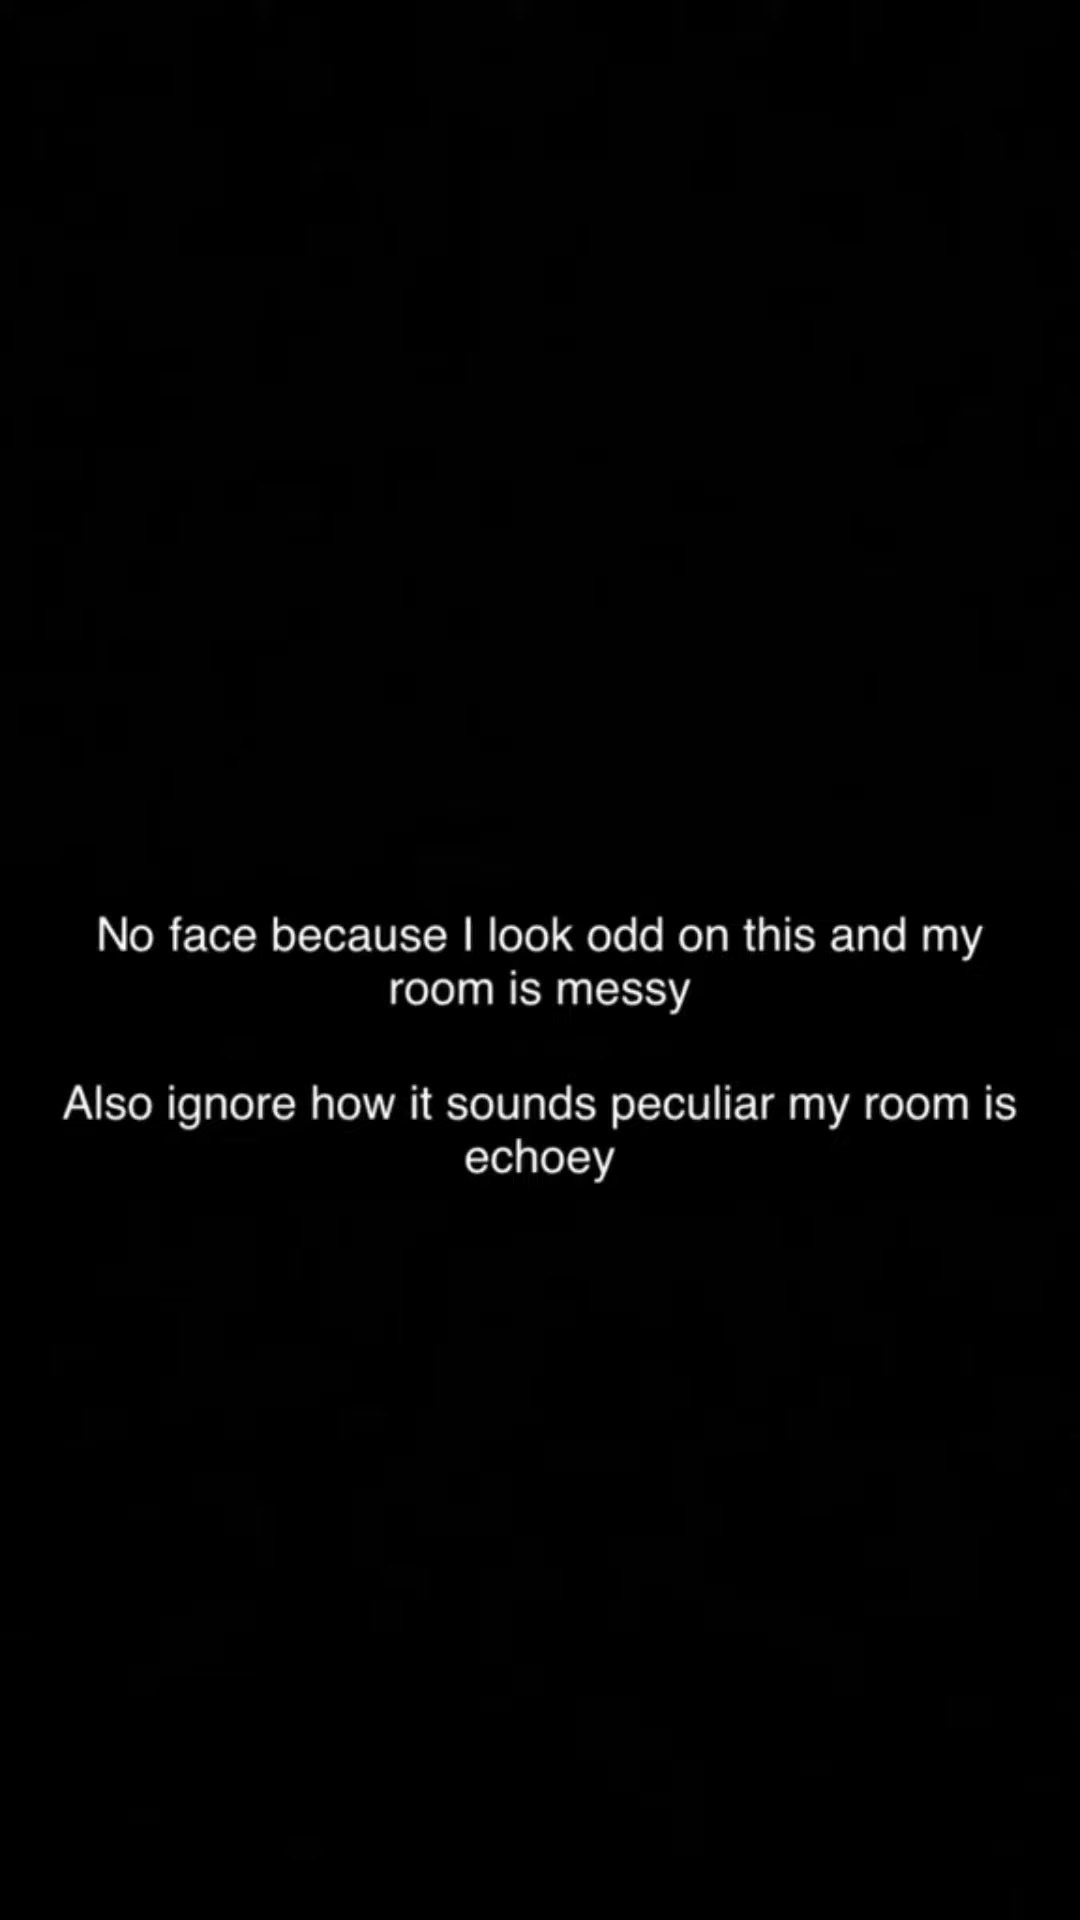 No face because I look odd on this and my
room is messy
Also ignore how it sounds peculiar my room is
echoey